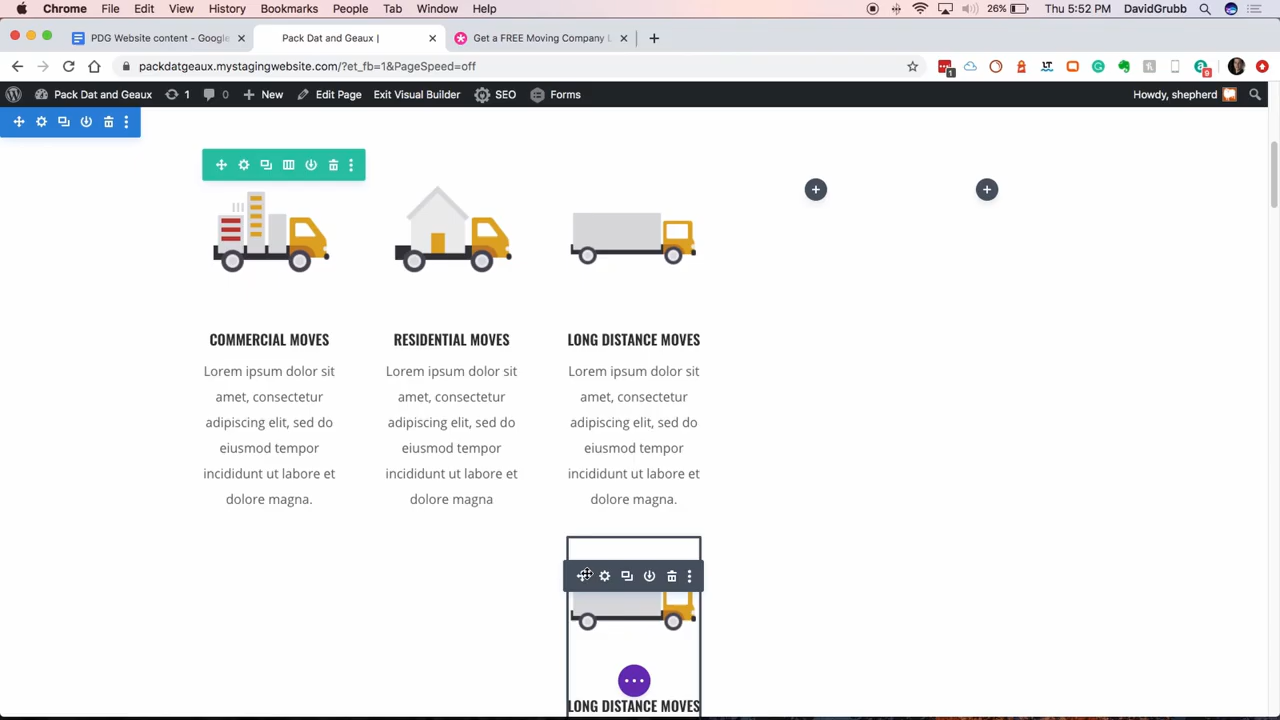 Chrome File Edit View History Bookmarks People Tab Window Help 26% Thu 5:52 PM DavidGrubb
PDG Website content - Google Pack Dat and Geaux | Get a FREE Moving Company L
packdatgeaux.mystagingwebsite.com/?et_fb=1&PageSpeed=off 1 LT 9
Pack Dat and Geaux 1 0 New Edit Page Exit Visual Builder SEO Forms Howdy, shepherd
COMMERCIAL MOVES
Lorem ipsum dolor sit
amet, consectetur
adipiscing elit, sed do
eiusmod tempor
incididunt ut labore et
dolore magna.
RESIDENTIAL MOVES
Lorem ipsum dolor sit
amet, consectetur
adipiscing elit, sed do
eiusmod tempor
incididunt ut labore et
dolore magna
LONG DISTANCE MOVES
Lorem ipsum dolor sit
amet, consectetur
adipiscing elit, sed do
eiusmod tempor
incididunt ut labore et
dolore magna.
LONG DISTANCE MOVES